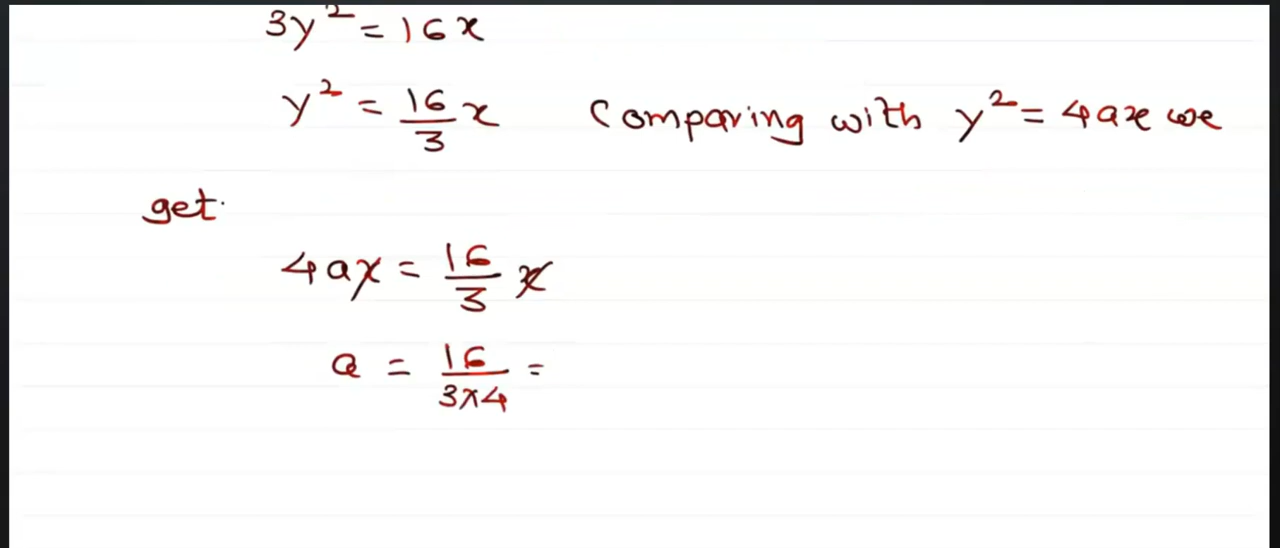 3y² = 16x
y² = 16/3 x Comparing with y² = 4ax we
get.
4ax = 16/3 x
a = 16/3×4 =